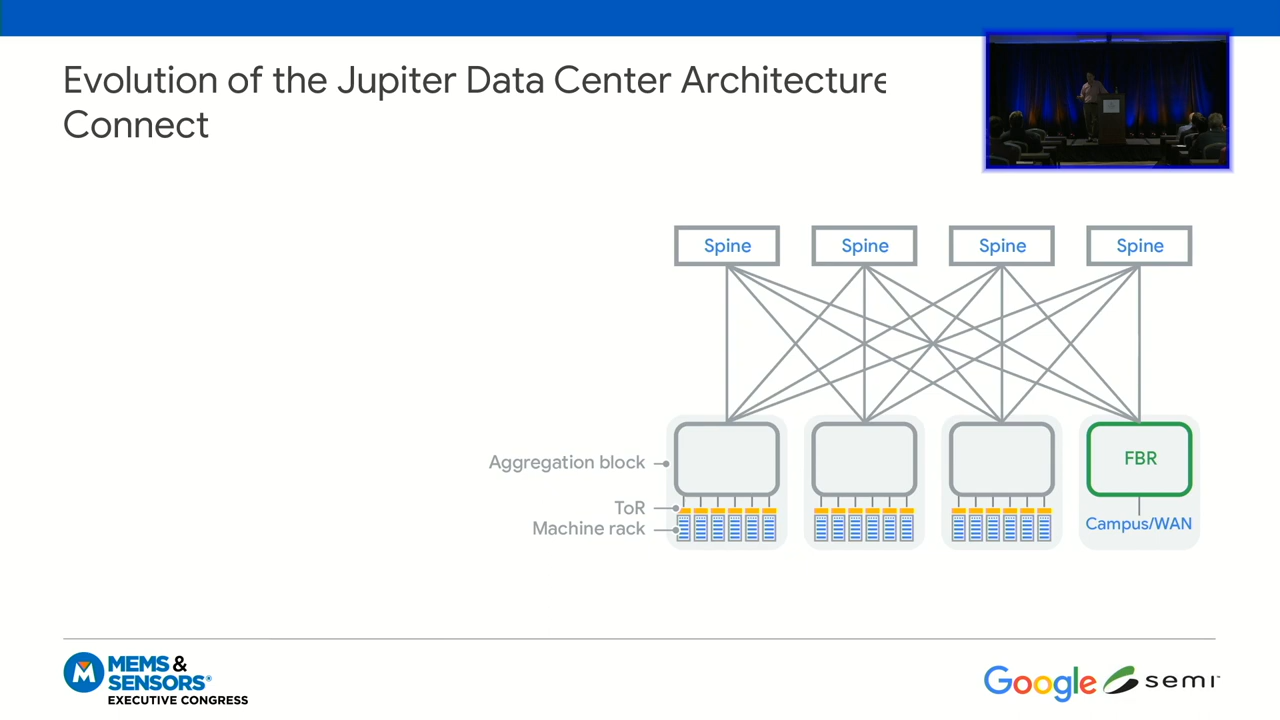 Evolution of the Jupiter Data Center Architecture
Connect
Spine
Spine
Spine
Spine
Aggregation block
ToR
Machine rack
FBR
Campus/WAN
MEMS &
SENSORS®
EXECUTIVE CONGRESS
Google
semi™